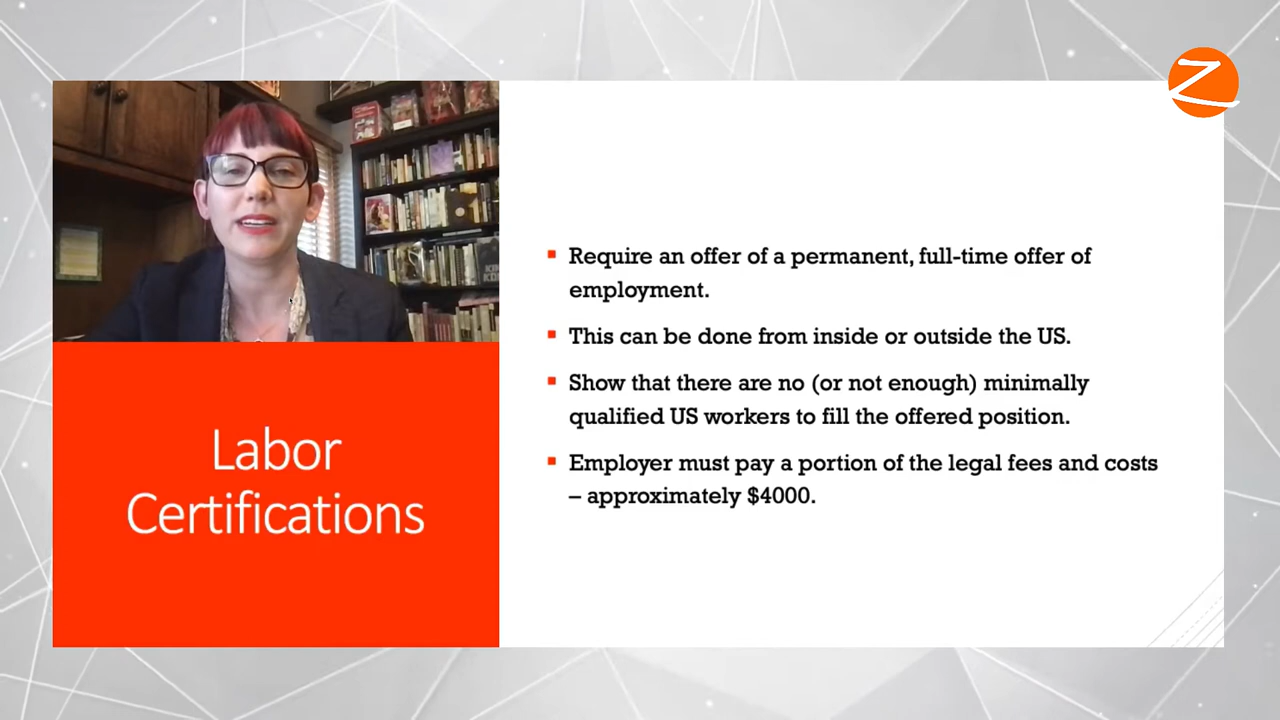 Z
Labor
Certifications
Require an offer of a permanent, full-time offer of
employment.
This can be done from inside or outside the US.
Show that there are no (or not enough) minimally
qualified US workers to fill the offered position.
Employer must pay a portion of the legal fees and costs
– approximately $4000.